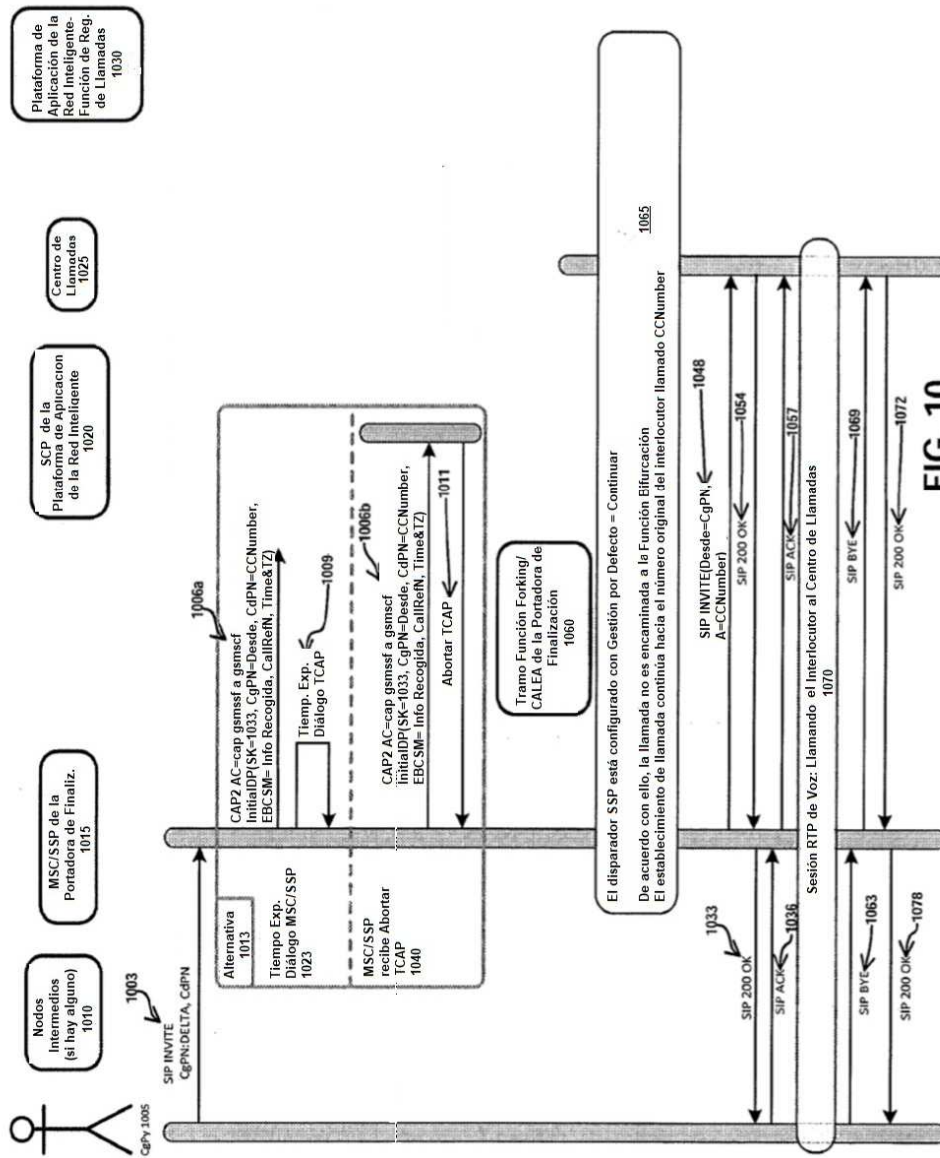 CgPy 1005
Nodos
Intermedios
(si hay alguno)
1010
MSC/SSP de la
Portadora de Finaliz.
1015
SCP de la
Plataforma de Aplicacion
de la Red Inteligente
1020
Centro de
Llamadas
1025
Plataforma de
Aplicación de la
Red Inteligente-
Función de Reg.
de Llamadas
1030
1003
SIP INVITE
CgPN:DELTA, CdPN
1006a
Alternativa
1013
CAP2 AC=cap gsmssf a gsmscf
InitialDP(SK=1033, CgPN=Desde, CdPN=CCNumber,
EBCSM= Info Recogida, CallRefN, Time&TZ)
Tiempo Exp.
Diálogo MSC/SSP
1023
Tiemp. Exp.
Diálogo TCAP
1009
MSC/SSP
recibe Abortar
TCAP
1040
1006b
CAP2 AC=cap gsmssf a gsmscf
InitialDP(SK=1033, CgPN=Desde, CdPN=CCNumber,
EBCSM= Info Recogida, CallRefN, Time&TZ)
Abortar TCAP
1011
Tramo Función Forking/
CALEA de la Portadora de
Finalización
1060
El disparador SSP está configurado con Gestión por Defecto = Continuar
De acuerdo con ello, la llamada no es encaminada a la Función Bifurcación
El establecimiento de llamada continúa hacia el número original del interlocutor llamado CCNumber
1065
SIP INVITE(Desde=CgPN,
A=CCNumber)
1048
1033
SIP 200 OK
SIP 200 OK
1054
SIP ACK
1036
SIP ACK
1057
Sesión RTP de Voz: Llamando el Interlocutor al Centro de Llamadas
1070
SIP BYE
1063
SIP BYE
1069
SIP 200 OK
1078
SIP 200 OK
1072
FIG. 10